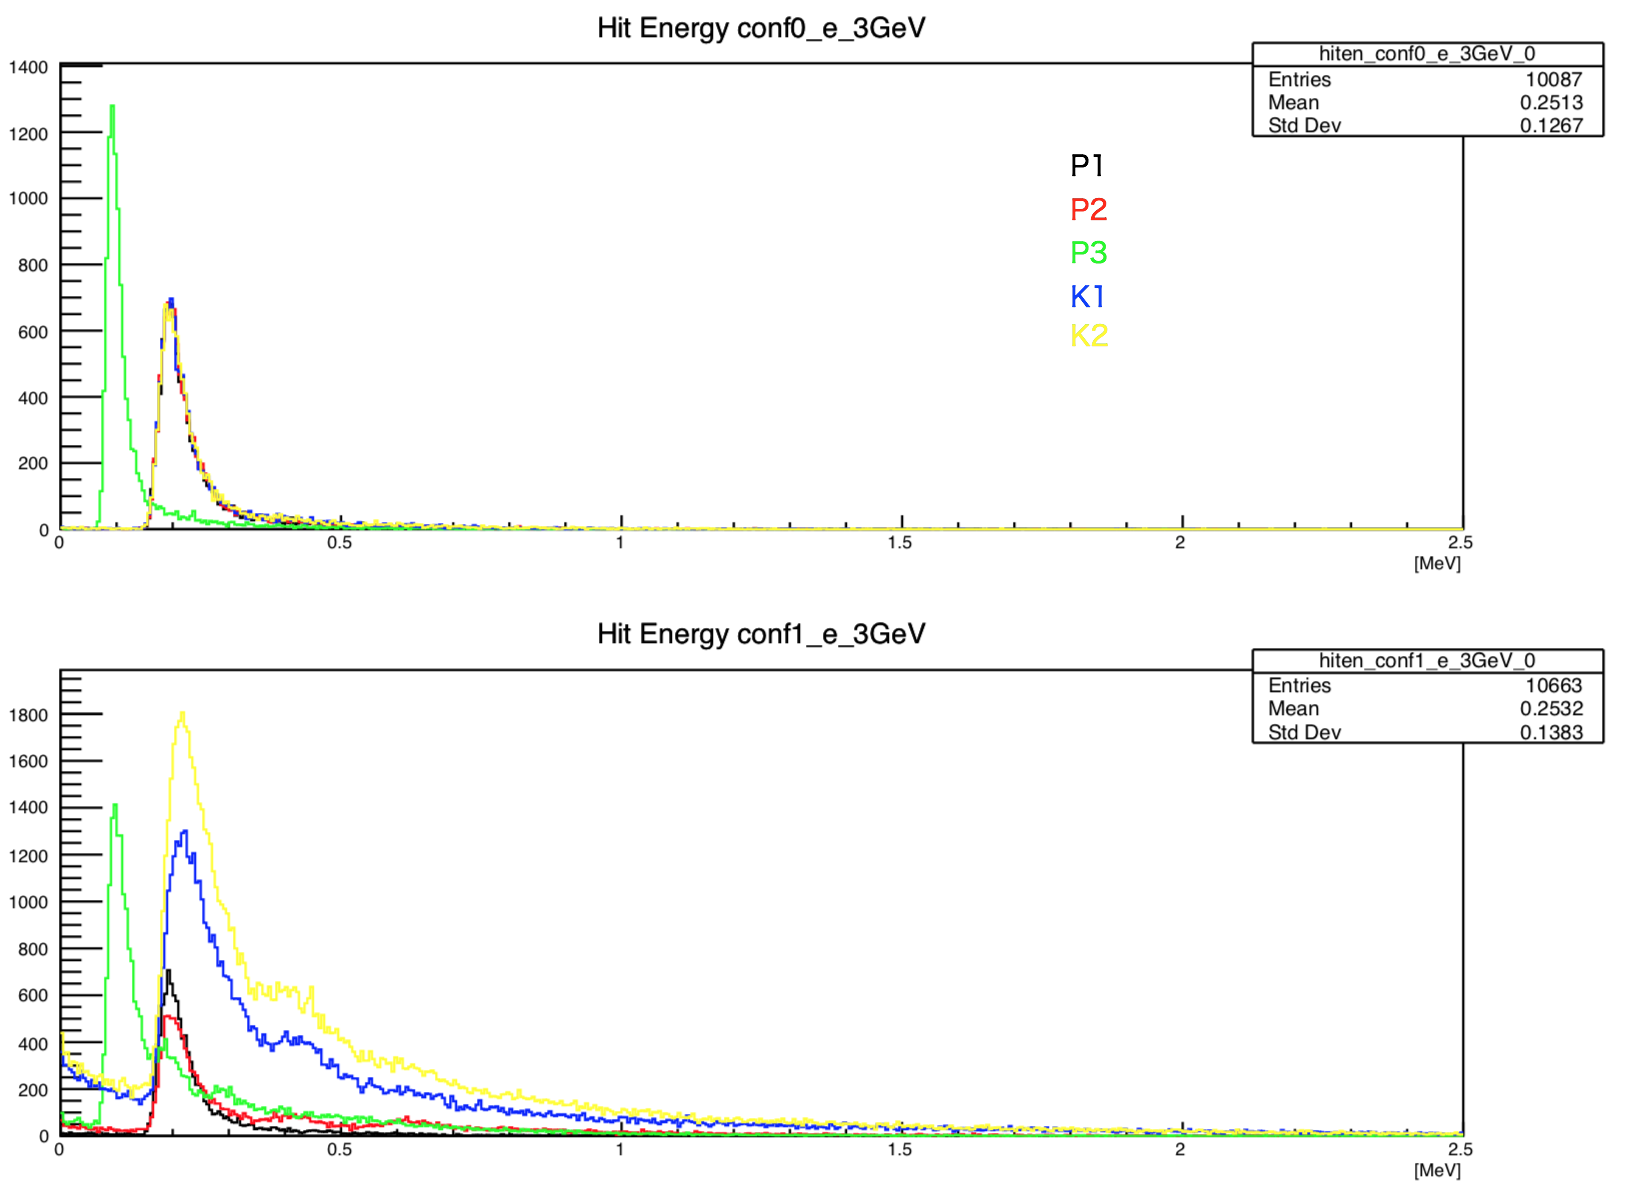 Hit Energy conf0_e_3GeV
hiten_conf0_e_3GeV_0
Entries 10087
Mean 0.2513
Std Dev 0.1267
1400
1200
1000
800
600
400
200
0
P1
P2
P3
K1
K2
0 0.5 1 1.5 2 2.5
[MeV]
Hit Energy conf1_e_3GeV
hiten_conf1_e_3GeV_0
Entries 10663
Mean 0.2532
Std Dev 0.1383
1800
1600
1400
1200
1000
800
600
400
200
0
0 0.5 1 1.5 2 2.5
[MeV]